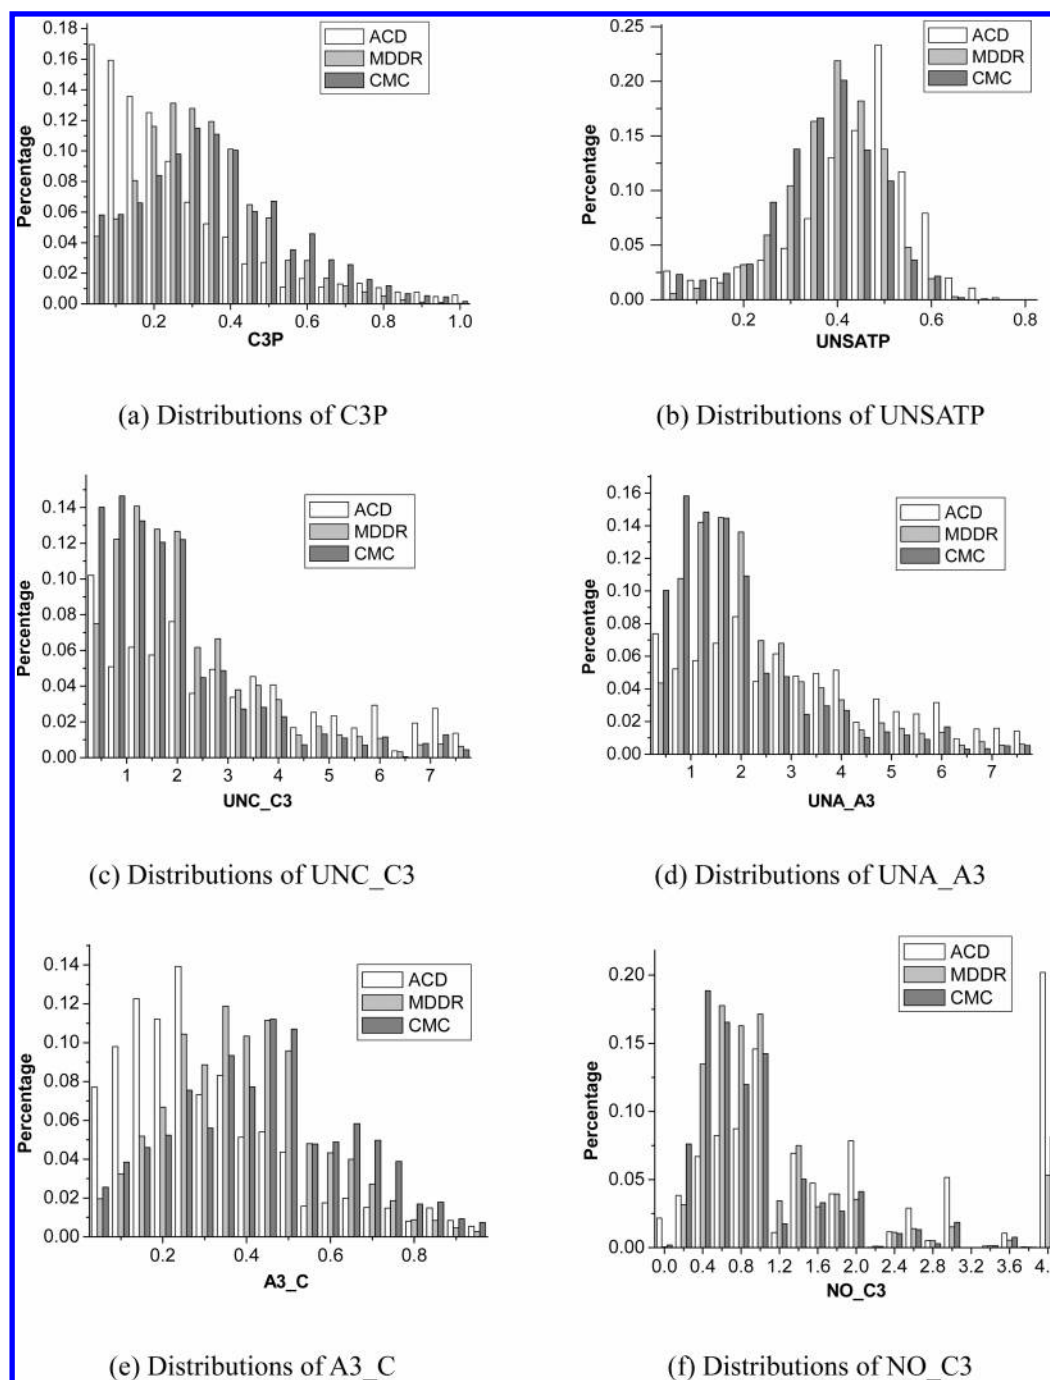 0.18
0.16
0.14
0.12
0.10
0.08
0.06
0.04
0.02
0.00
Percentage
ACD
MDDR
CMC
0.2 0.4 0.6 0.8 1.0
C3P
(a) Distributions of C3P
0.25
0.20
0.15
0.10
0.05
0.00
Percentage
ACD
MDDR
CMC
0.2 0.4 0.6 0.8
UNSATP
(b) Distributions of UNSATP
0.14
0.12
0.10
0.08
0.06
0.04
0.02
0.00
Percentage
ACD
MDDR
CMC
1 2 3 4 5 6 7
UNC_C3
(c) Distributions of UNC_C3
0.16
0.14
0.12
0.10
0.08
0.06
0.04
0.02
0.00
Percentage
ACD
MDDR
CMC
1 2 3 4 5 6 7
UNA_A3
(d) Distributions of UNA_A3
0.14
0.12
0.10
0.08
0.06
0.04
0.02
0.00
Percentage
ACD
MDDR
CMC
0.2 0.4 0.6 0.8
A3_C
(e) Distributions of A3_C
0.20
0.15
0.10
0.05
0.00
Percentage
ACD
MDDR
CMC
0.0 0.4 0.8 1.2 1.6 2.0 2.4 2.8 3.2 3.6 4.
NO_C3
(f) Distributions of NO_C3